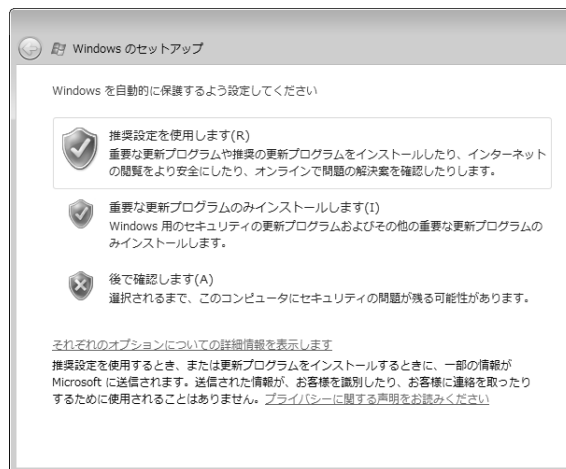 Windows のセットアップ
Windows を自動的に保護するよう設定してください
推奨設定を使用します(R)
重要な更新プログラムや推奨の更新プログラムをインストールしたり、インターネット
の閲覧をより安全にしたり、オンラインで問題の解決案を確認したりします。
重要な更新プログラムのみインストールします(I)
Windows 用のセキュリティの更新プログラムおよびその他の重要な更新プログラムの
みインストールします。
後で確認します(A)
選択されるまで、このコンピュータにセキュリティの問題が残る可能性があります。
それぞれのオプションについての詳細情報を表示します
推奨設定を使用するとき、または更新プログラムをインストールするときに、一部の情報が
Microsoft に送信されます。送信された情報が、お客様を識別したり、お客様に連絡を取ったり
するために使用されることはありません。プライバシーに関する声明をお読みください